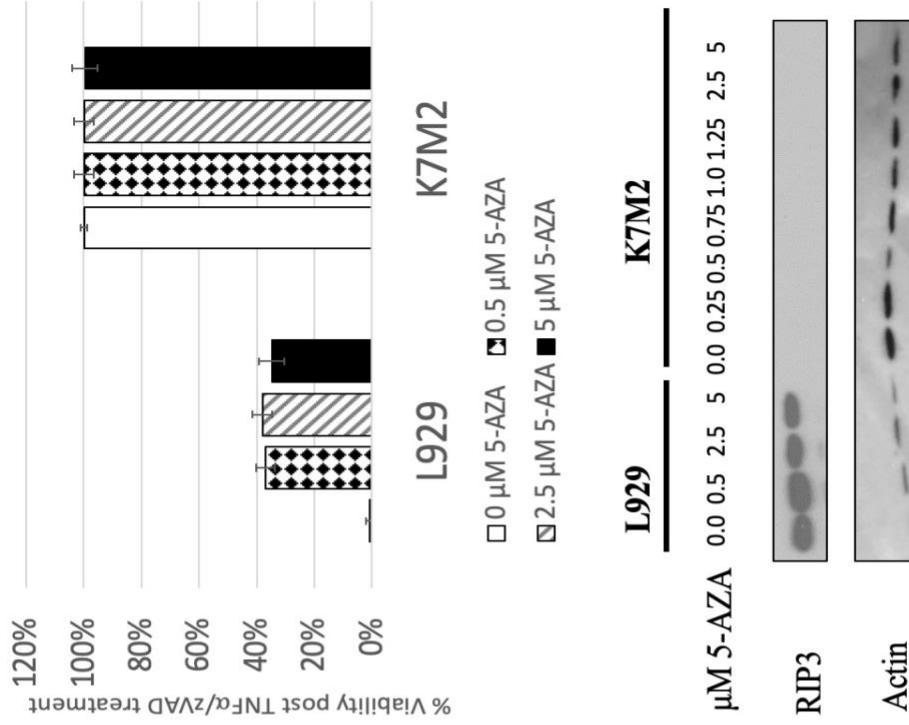 % Viability post TNFα/zVAD treatment
120%
100%
80%
60%
40%
20%
0%
L929
K7M2
0 µM 5-AZA
0.5 µM 5-AZA
2.5 µM 5-AZA
5 µM 5-AZA
L929
K7M2
µM 5-AZA
0.0 0.5 2.5 5
0.0 0.25 0.5 0.75 1.0 1.25 2.5 5
RIP3
Actin